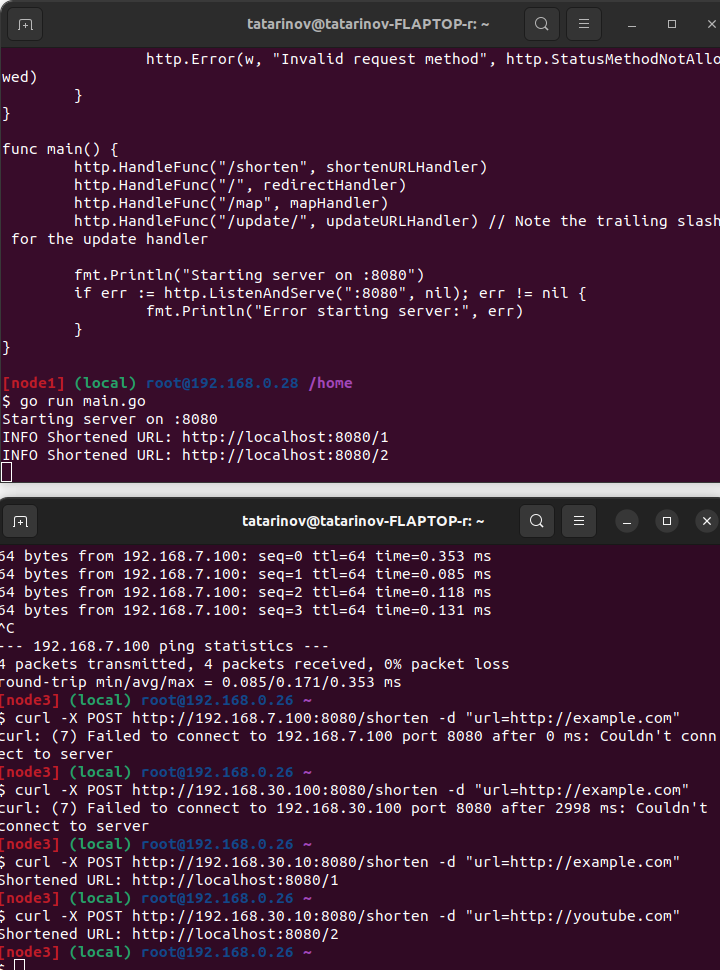 tatarinov@tatarinov-FLAPTOP-r: ~
http.Error(w, "Invalid request method", http.StatusMethodNotAllo
wed)
}
}
func main() {
http.HandleFunc("/shorten", shortenURLHandler)
http.HandleFunc("/", redirectHandler)
http.HandleFunc("/map", mapHandler)
http.HandleFunc("/update/", updateURLHandler) // Note the trailing slash
for the update handler
fmt.Println("Starting server on :8080")
if err := http.ListenAndServe(":8080", nil); err != nil {
fmt.Println("Error starting server:", err)
}
}
[node1] (local) root@192.168.0.28 /home
$ go run main.go
Starting server on :8080
INFO Shortened URL: http://localhost:8080/1
INFO Shortened URL: http://localhost:8080/2
tatarinov@tatarinov-FLAPTOP-r: ~
64 bytes from 192.168.7.100: seq=0 ttl=64 time=0.353 ms
64 bytes from 192.168.7.100: seq=1 ttl=64 time=0.085 ms
64 bytes from 192.168.7.100: seq=2 ttl=64 time=0.118 ms
64 bytes from 192.168.7.100: seq=3 ttl=64 time=0.131 ms
^C
--- 192.168.7.100 ping statistics ---
4 packets transmitted, 4 packets received, 0% packet loss
round-trip min/avg/max = 0.085/0.171/0.353 ms
[node3] (local) root@192.168.0.26 ~
$ curl -X POST http://192.168.7.100:8080/shorten -d "url=http://example.com"
curl: (7) Failed to connect to 192.168.7.100 port 8080 after 0 ms: Couldn't conn
ect to server
[node3] (local) root@192.168.0.26 ~
$ curl -X POST http://192.168.30.100:8080/shorten -d "url=http://example.com"
curl: (7) Failed to connect to 192.168.30.100 port 8080 after 2998 ms: Couldn't
connect to server
[node3] (local) root@192.168.0.26 ~
$ curl -X POST http://192.168.30.10:8080/shorten -d "url=http://example.com"
Shortened URL: http://localhost:8080/1
[node3] (local) root@192.168.0.26 ~
$ curl -X POST http://192.168.30.10:8080/shorten -d "url=http://youtube.com"
Shortened URL: http://localhost:8080/2
[node3] (local) root@192.168.0.26 ~
$